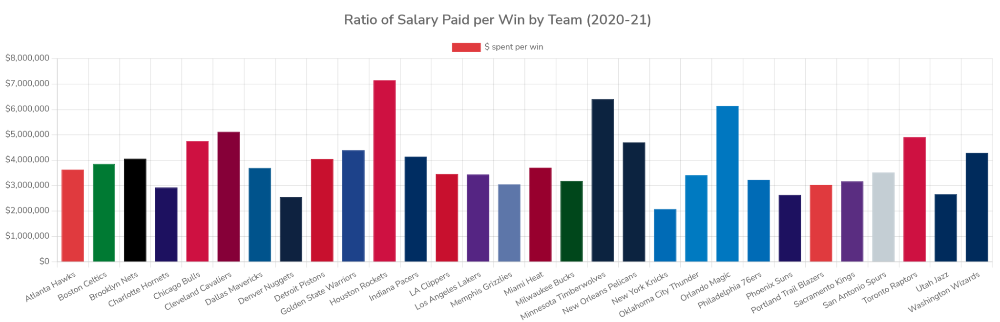 Ratio of Salary Paid per Win by Team (2020-21)
$ spent per win
$8,000,000
$7,000,000
$6,000,000
$5,000,000
$4,000,000
$3,000,000
$2,000,000
$1,000,000
$0
Atlanta Hawks
Boston Celtics
Brooklyn Nets
Charlotte Hornets
Chicago Bulls
Cleveland Cavaliers
Dallas Mavericks
Denver Nuggets
Detroit Pistons
Golden State Warriors
Houston Rockets
Indiana Pacers
LA Clippers
Los Angeles Lakers
Memphis Grizzlies
Miami Heat
Milwaukee Bucks
Minnesota Timberwolves
New Orleans Pelicans
New York Knicks
Oklahoma City Thunder
Orlando Magic
Philadelphia 76ers
Phoenix Suns
Portland Trail Blazers
Sacramento Kings
San Antonio Spurs
Toronto Raptors
Utah Jazz
Washington Wizards